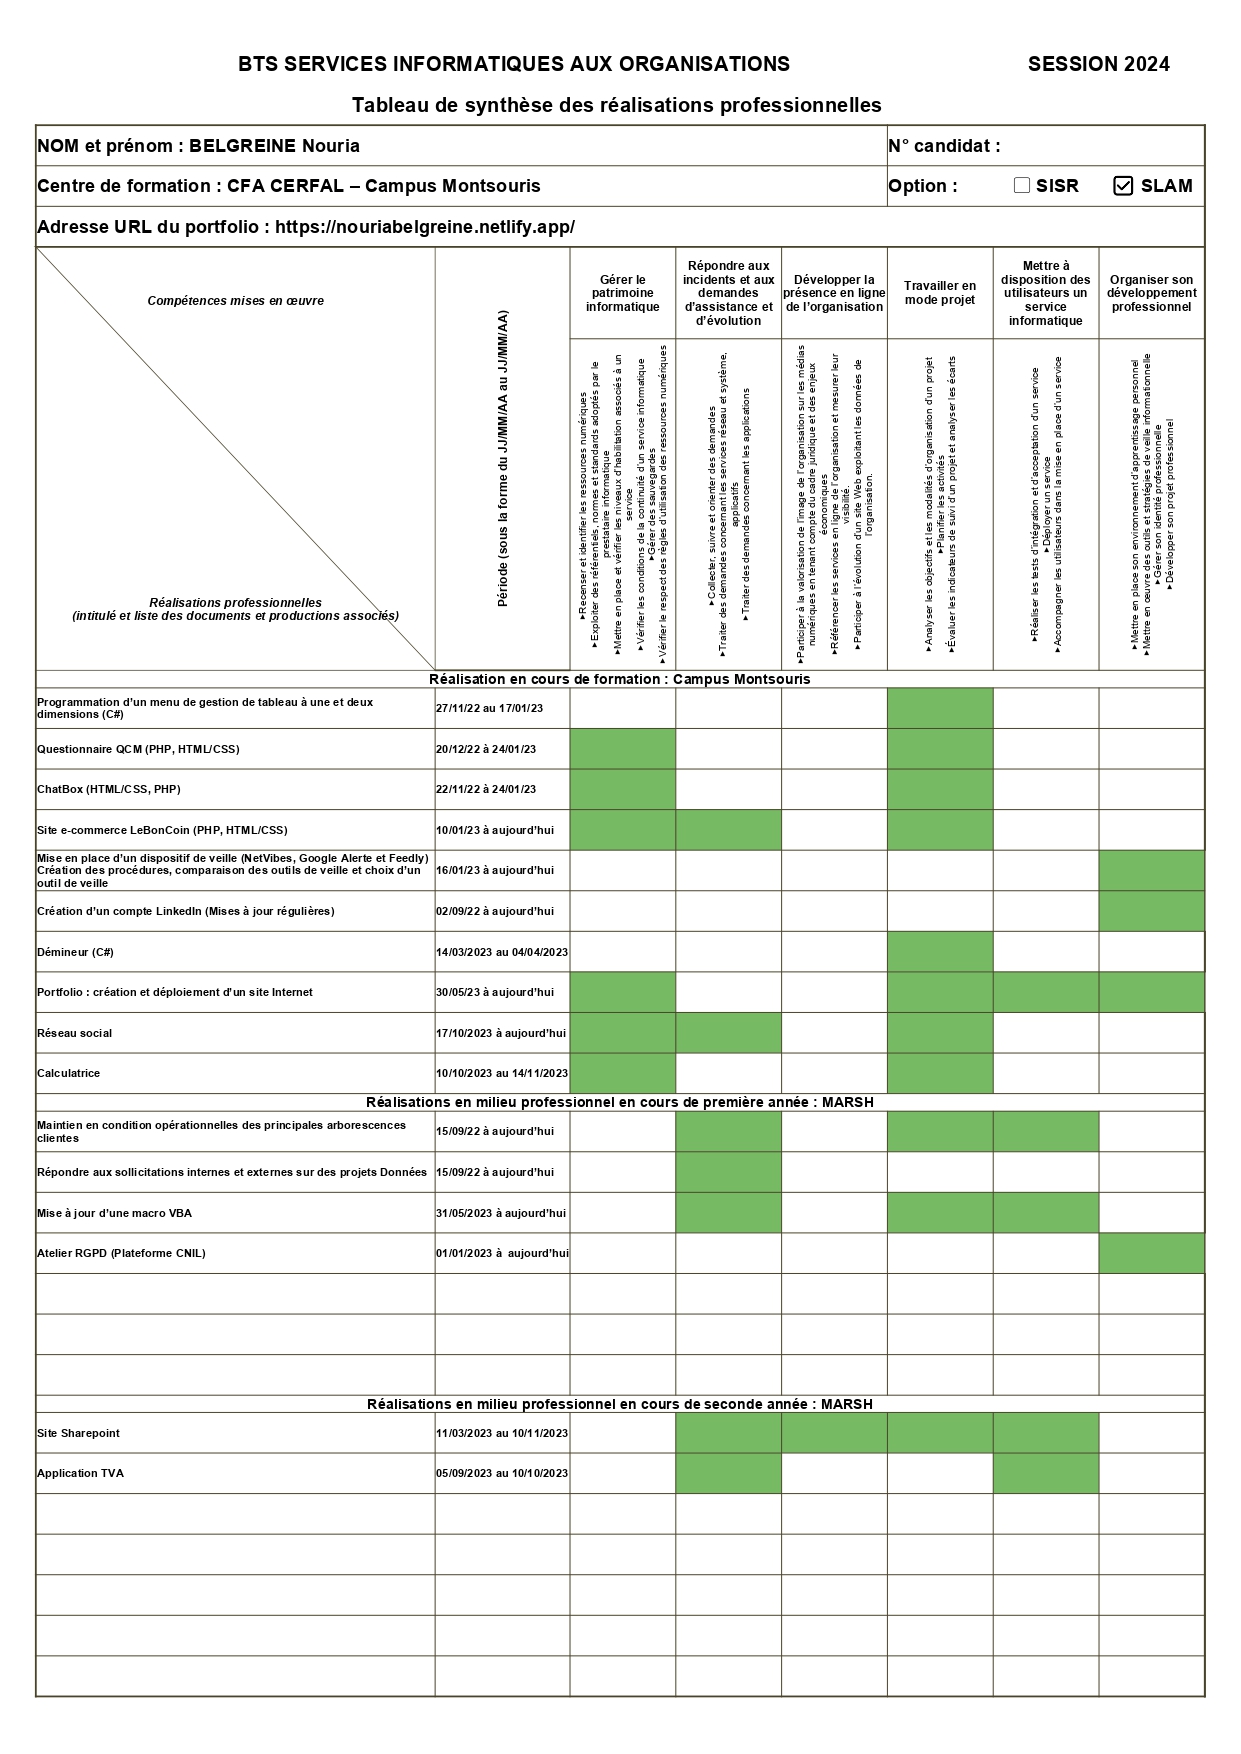 BTS SERVICES INFORMATIQUES AUX ORGANISATIONS SESSION 2024
Tableau de synthèse des réalisations professionnelles
NOM et prénom : BELGREINE Nouria N° candidat :
Centre de formation : CFA CERFAL – Campus Montsouris Option : SISR SLAM
Adresse URL du portfolio : https://nouriabelgreine.netlify.app/
Compétences mises en œuvre
Réalisations professionnelles
(intitulé et liste des documents et productions associés)
Période (sous la forme du JJ/MM/AA au JJ/MM/AA)
Gérer le
patrimoine
informatique
Répondre aux
incidents et aux
demandes
d’assistance et
d’évolution
Développer la
présence en ligne
de l’organisation
Travailler en
mode projet
Mettre à
disposition des
utilisateurs un
service
informatique
Organiser son
développement
professionnel
▸Recenser et identifier les ressources numériques
▸Exploiter des référentiels, normes et standards adoptés par le
prestataire informatique
▸Mettre en place et vérifier les niveaux d’habilitation associés à un
service
▸Vérifier les conditions de la continuité d’un service informatique
▸Gérer des sauvegardes
▸Vérifier le respect des règles d’utilisation des ressources numériques
▸Collecter, suivre et orienter des demandes
▸Traiter des demandes concernant les services réseau et système,
applicatifs
▸Traiter des demandes concernant les applications
▸Participer à la valorisation de l’image de l’organisation sur les médias
numériques en tenant compte du cadre juridique et des enjeux
économiques
▸Référencer les services en ligne de l’organisation et mesurer leur
visibilité.
▸Participer à l’évolution d’un site Web exploitant les données de
l’organisation.
▸Analyser les objectifs et les modalités d’organisation d’un projet
▸Planifier les activités
▸Évaluer les indicateurs de suivi d’un projet et analyser les écarts
▸Réaliser les tests d’intégration et d’acceptation d’un service
▸Déployer un service
▸Accompagner les utilisateurs dans la mise en place d’un service
▸Mettre en place son environnement d’apprentissage personnel
▸Mettre en œuvre des outils et stratégies de veille informationnelle
▸Gérer son identité professionnelle
▸Développer son projet professionnel
Réalisation en cours de formation : Campus Montsouris
Programmation d’un menu de gestion de tableau à une et deux
dimensions (C#)
27/11/22 au 17/01/23
Questionnaire QCM (PHP, HTML/CSS) 20/12/22 à 24/01/23
ChatBox (HTML/CSS, PHP) 22/11/22 à 24/01/23
Site e-commerce LeBonCoin (PHP, HTML/CSS) 10/01/23 à aujourd’hui
Mise en place d’un dispositif de veille (NetVibes, Google Alerte et Feedly)
Création des procédures, comparaison des outils de veille et choix d’un
outil de veille
16/01/23 à aujourd’hui
Création d’un compte LinkedIn (Mises à jour régulières) 02/09/22 à aujourd’hui
Démineur (C#) 14/03/2023 au 04/04/2023
Portfolio : création et déploiement d’un site Internet 30/05/23 à aujourd’hui
Réseau social 17/10/2023 à aujourd’hui
Calculatrice 10/10/2023 au 14/11/2023
Réalisations en milieu professionnel en cours de première année : MARSH
Maintien en condition opérationnelles des principales arborescences
clientes
15/09/22 à aujourd’hui
Répondre aux sollicitations internes et externes sur des projets Données 15/09/22 à aujourd’hui
Mise à jour d’une macro VBA 31/05/2023 à aujourd’hui
Atelier RGPD (Plateforme CNIL) 01/01/2023 à aujourd’hui
Réalisations en milieu professionnel en cours de seconde année : MARSH
Site Sharepoint 11/03/2023 au 10/11/2023
Application TVA 05/09/2023 au 10/10/2023